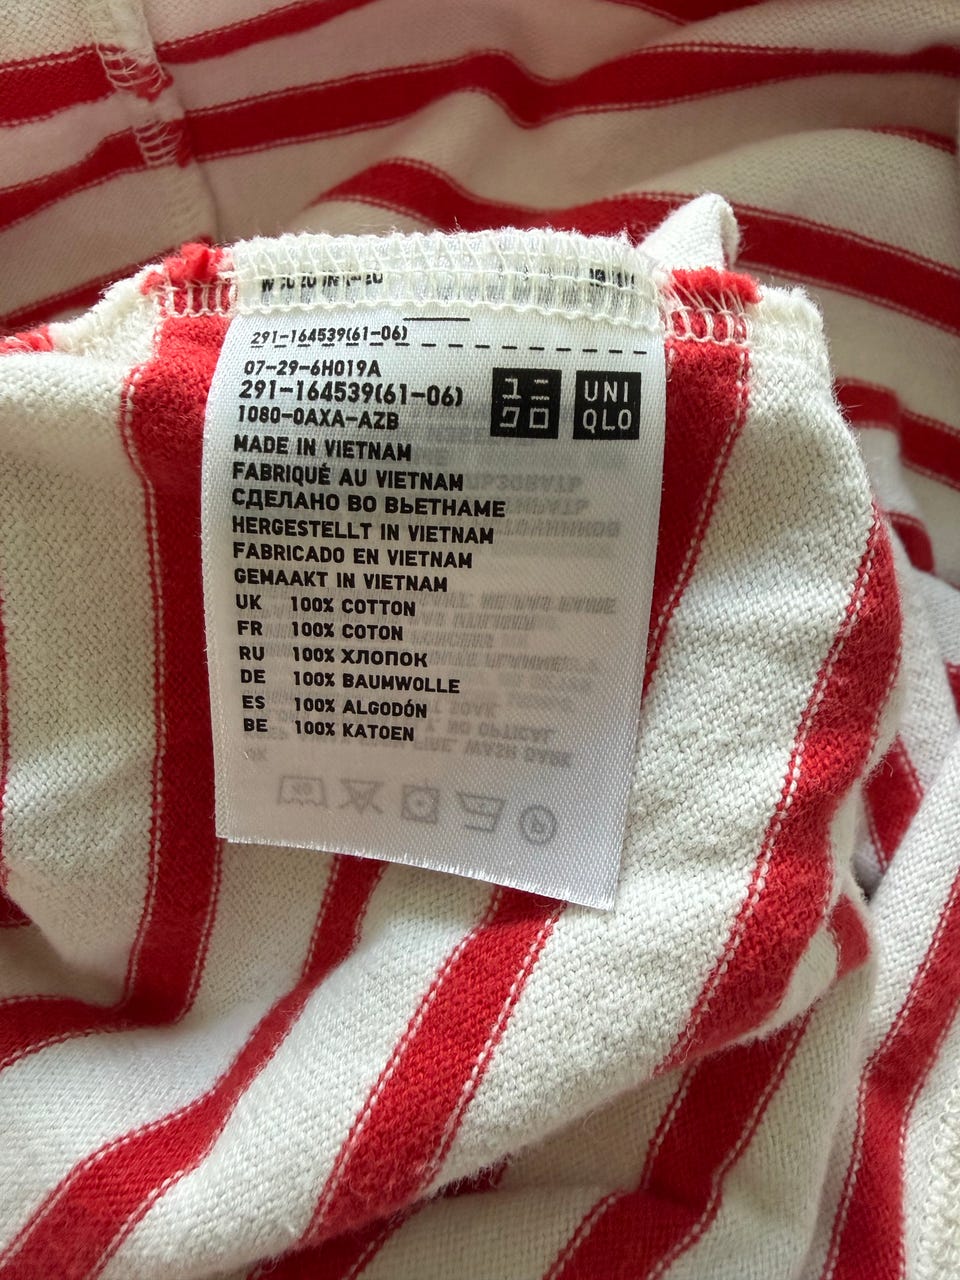 291-164539(61-06)
07-29-6H019A
291-164539(61-06)
1080-0AXA-AZB
ユニ
クロ
UNI
QLO
MADE IN VIETNAM
FABRIQUÉ AU VIETNAM
СДЕЛАНО ВО ВЬЕТНАМЕ
HERGESTELLT IN VIETNAM
FABRICADO EN VIETNAM
GEMAAKT IN VIETNAM
UK 100% COTTON
FR 100% COTON
RU 100% ХЛОПОК
DE 100% BAUMWOLLE
ES 100% ALGODÓN
BE 100% KATOEN